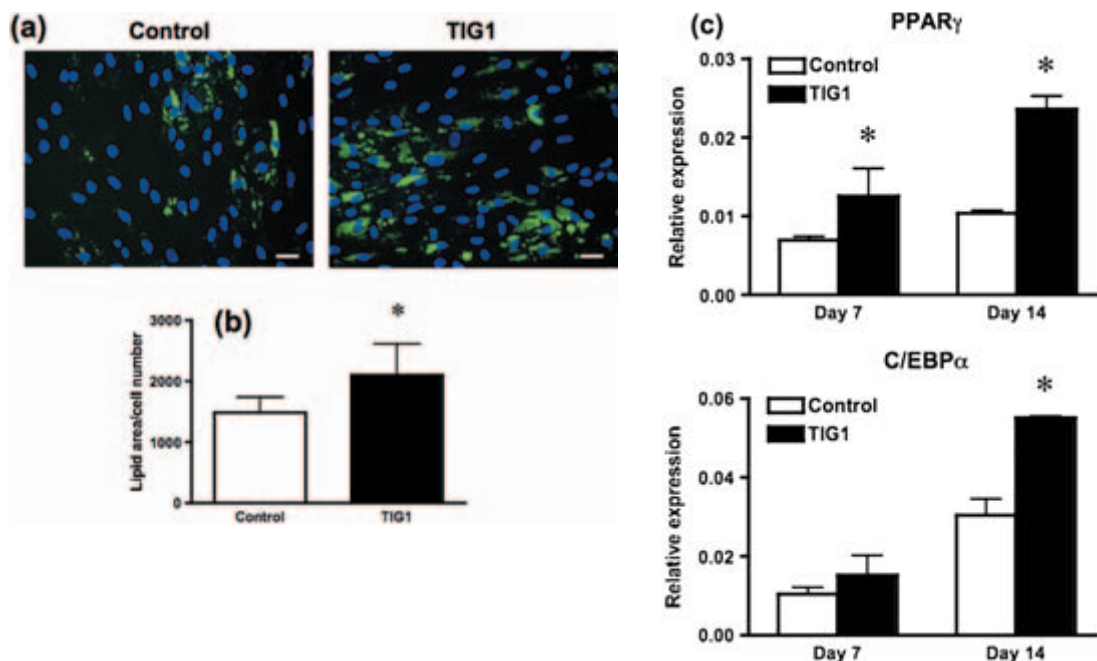 (a)
Control
TIG1
(b)
*
Lipid area/cell number
3000
2000
1000
0
Control
TIG1
(c)
PPARγ
Control
TIG1
*
*
Relative expression
0.03
0.02
0.01
0.00
Day 7
Day 14
C/EBPα
Control
TIG1
*
Relative expression
0.06
0.04
0.02
0.00
Day 7
Day 14